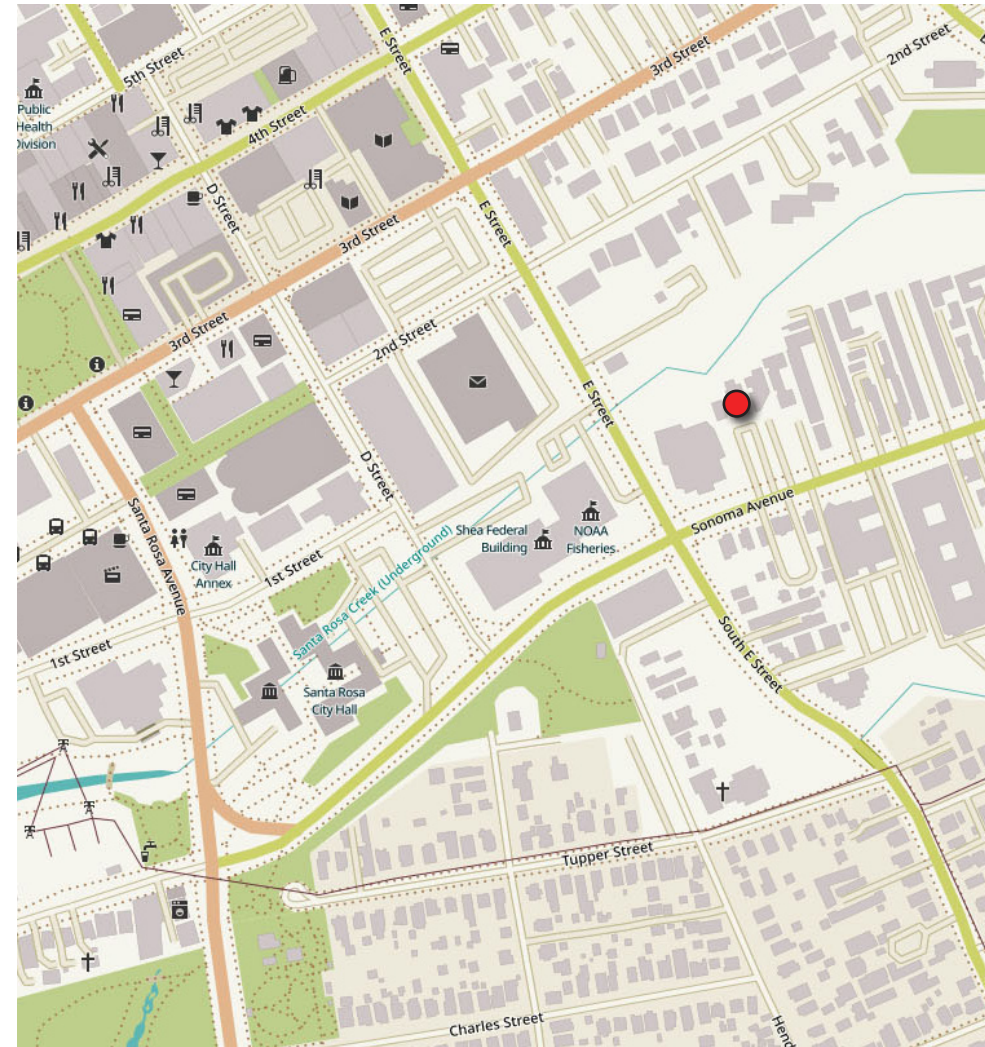 E Street
5th Street
3rd Street
2nd Street
Public
Health
Division
4th Street
D Street
E Street
3rd Street
3rd Street
2nd Street
E Street
D Street
Sonoma Avenue
Santa Rosa Avenue
Shea Federal
Building
NOAA
Fisheries
City Hall
Annex
1st Street
Santa Rosa Creek (Underground)
1st Street
South E Street
Santa Rosa
City Hall
Tupper Street
Charles Street